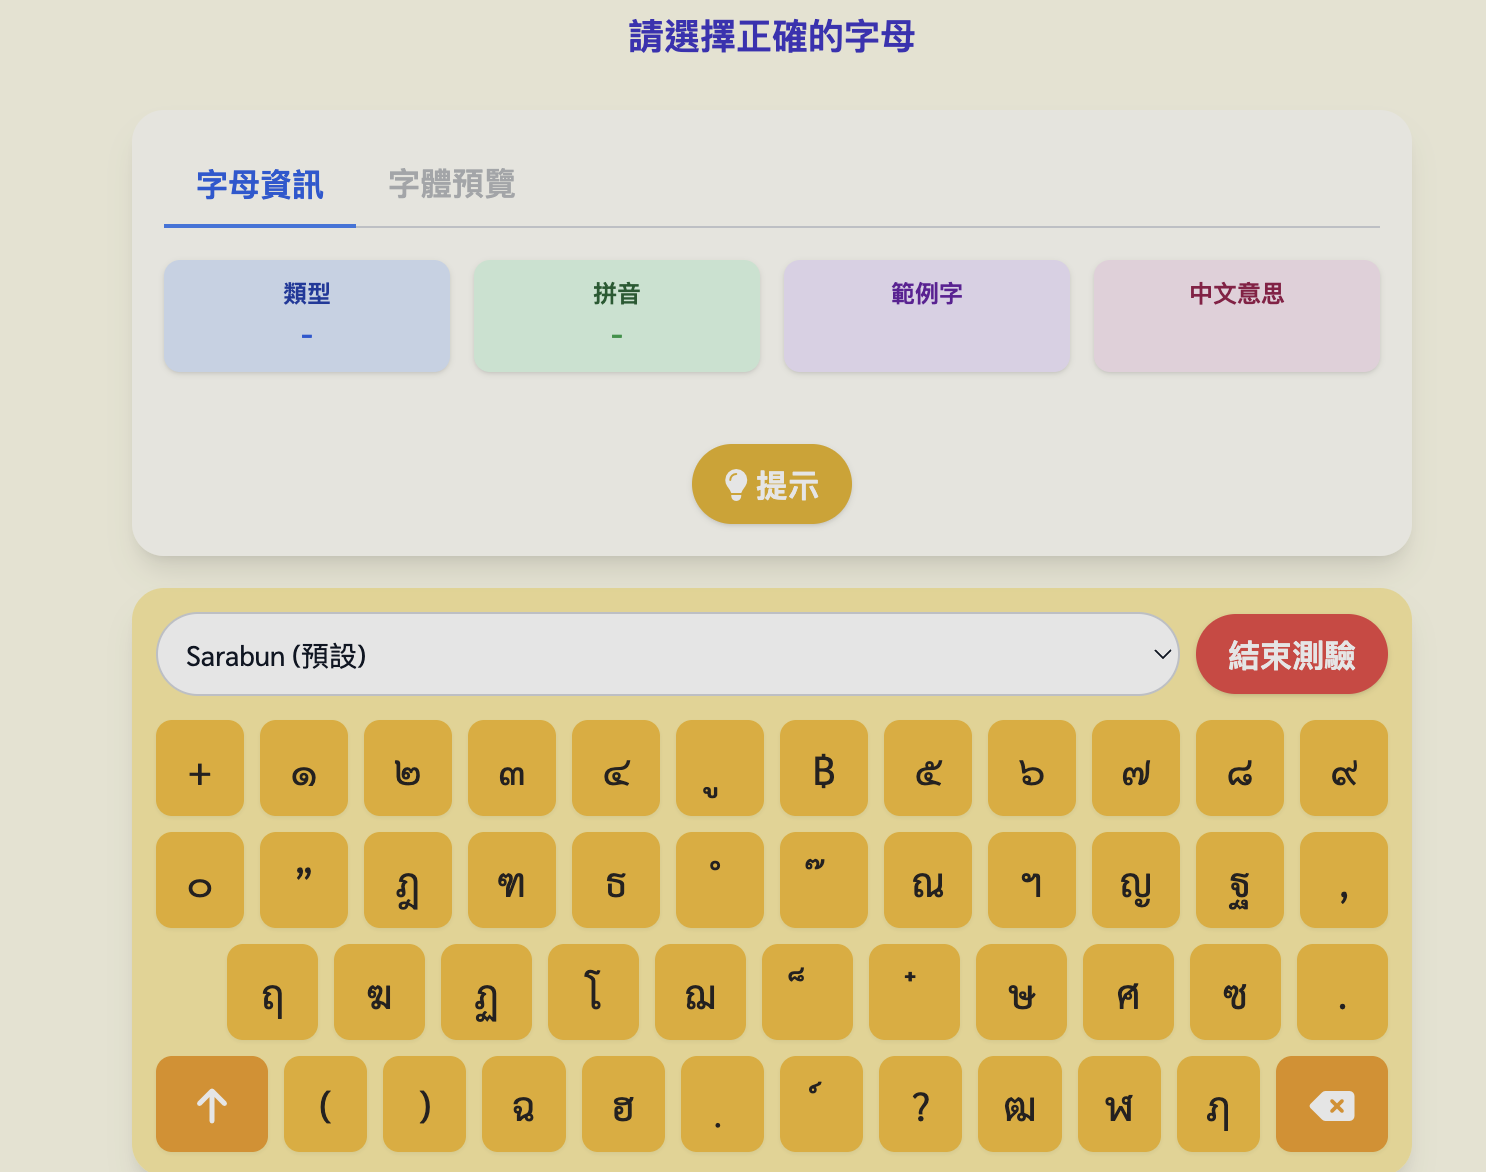 請選擇正確的字母
字母資訊 字體預覽
類型 拼音 範例字 中文意思
- -
提示
Sarabun (預設) 結束測驗
+ ๑ ๒ ๓ ๔ ู ฿ ๕ ๖ ๗ ๘ ๙
๐ ” ฎ ฑ ธ ํ ๊ ณ ฯ ญ ฐ ,
ฤ ฆ ฏ โ ฌ ็ ๋ ษ ศ ซ .
( ) ฉ ฮ ฺ ์ ? ฒ ฬ ฦ